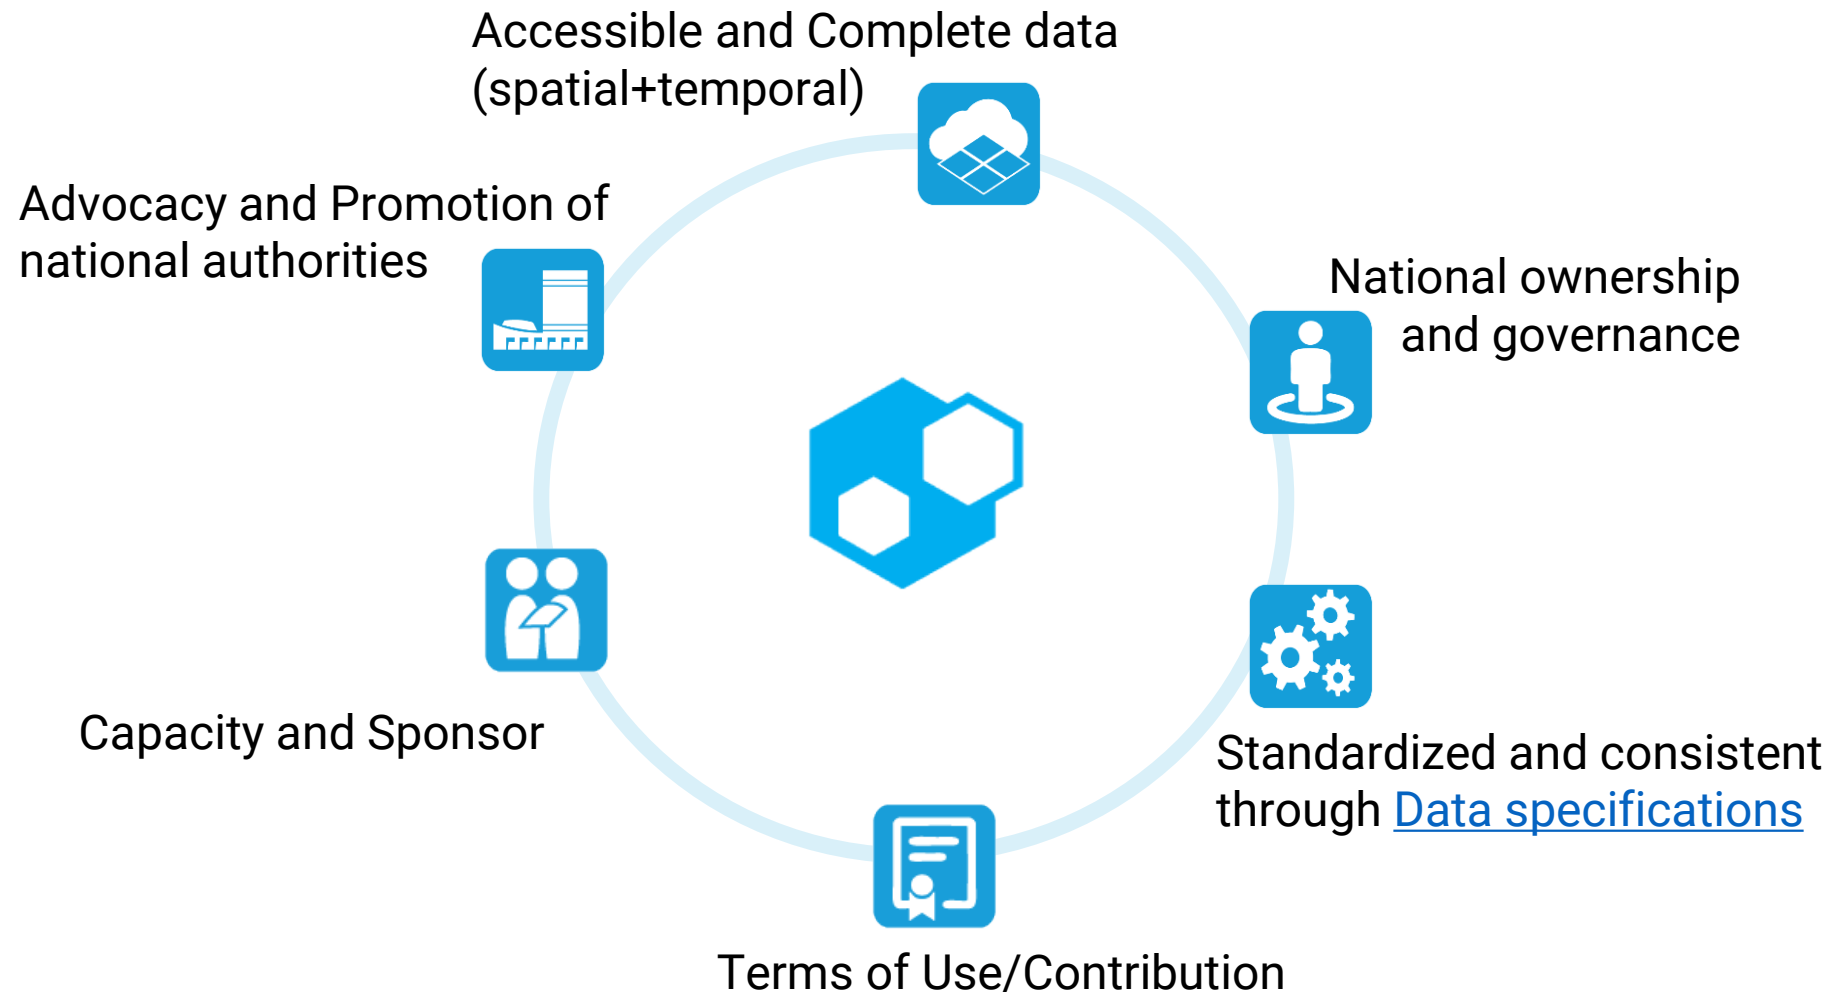 Accessible and Complete data
(spatial+temporal)
Advocacy and Promotion of
national authorities
National ownership
and governance
Capacity and Sponsor
Standardized and consistent
through Data specifications
Terms of Use/Contribution